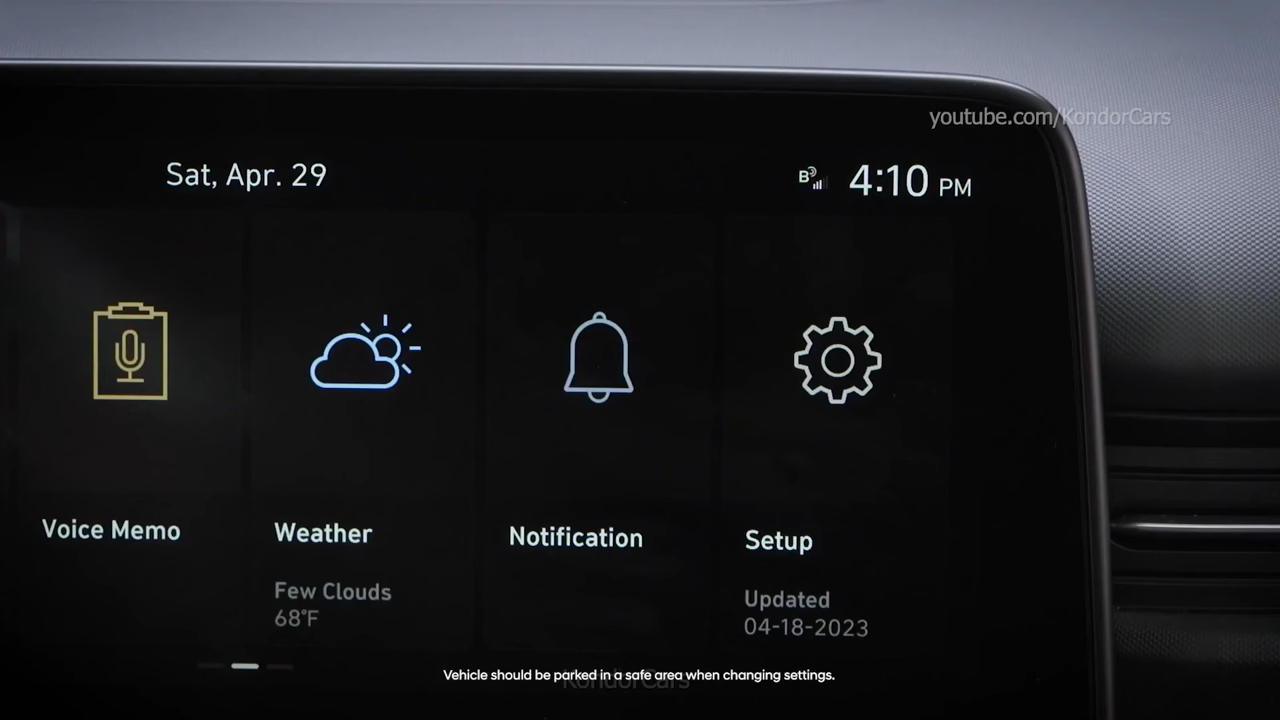 youtube.com/KondorCars
Sat, Apr. 29
4:10 PM
Voice Memo
Weather
Notification
Setup
Few Clouds
68°F
Updated
04-18-2023
Vehicle should be parked in a safe area when changing settings.
KondorCars